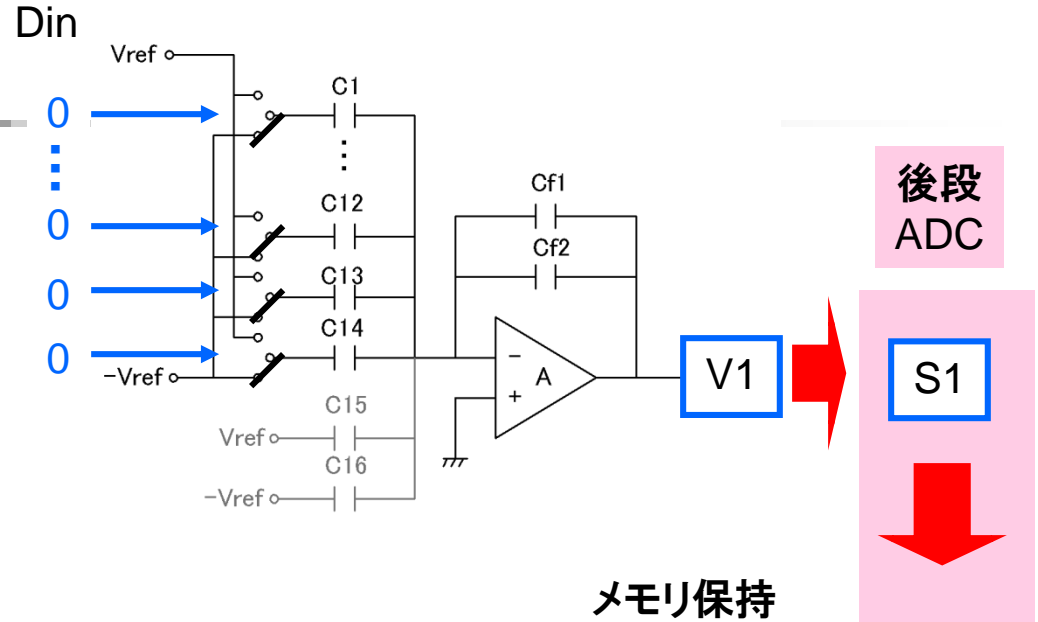 Din
Vref
0
C1
⋮
⋮
0
C12
0
C13
0
C14
-Vref
C15
Vref
C16
-Vref
Cf1
Cf2
−
A
+
V1
後段
ADC
S1
メモリ保持